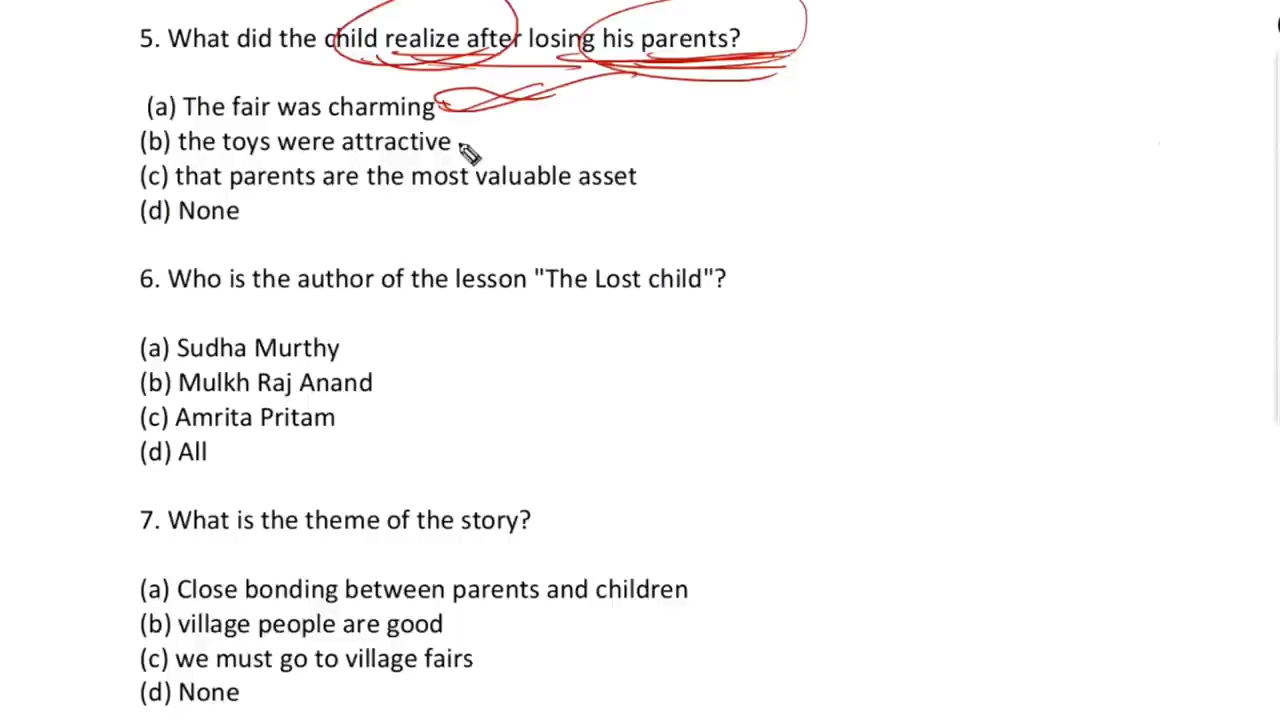 5. What did the child realize after losing his parents?
(a) The fair was charming
(b) the toys were attractive
(c) that parents are the most valuable asset
(d) None
6. Who is the author of the lesson "The Lost child"?
(a) Sudha Murthy
(b) Mulkh Raj Anand
(c) Amrita Pritam
(d) All
7. What is the theme of the story?
(a) Close bonding between parents and children
(b) village people are good
(c) we must go to village fairs
(d) None